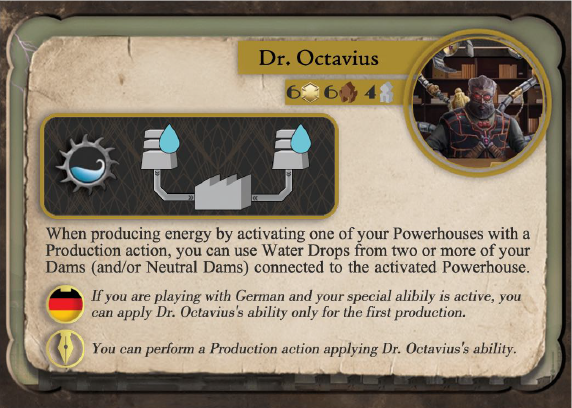 Dr. Octavius
6 6 4
When producing energy by activating one of your Powerhouses with a
Production action, you can use Water Drops from two or more of your
Dams (and/or Neutral Dams) connected to the activated Powerhouse.
If you are playing with German and your special alibily is active, you
can apply Dr. Octavius's ability only for the first production.
You can perform a Production action applying Dr. Octavius's ability.